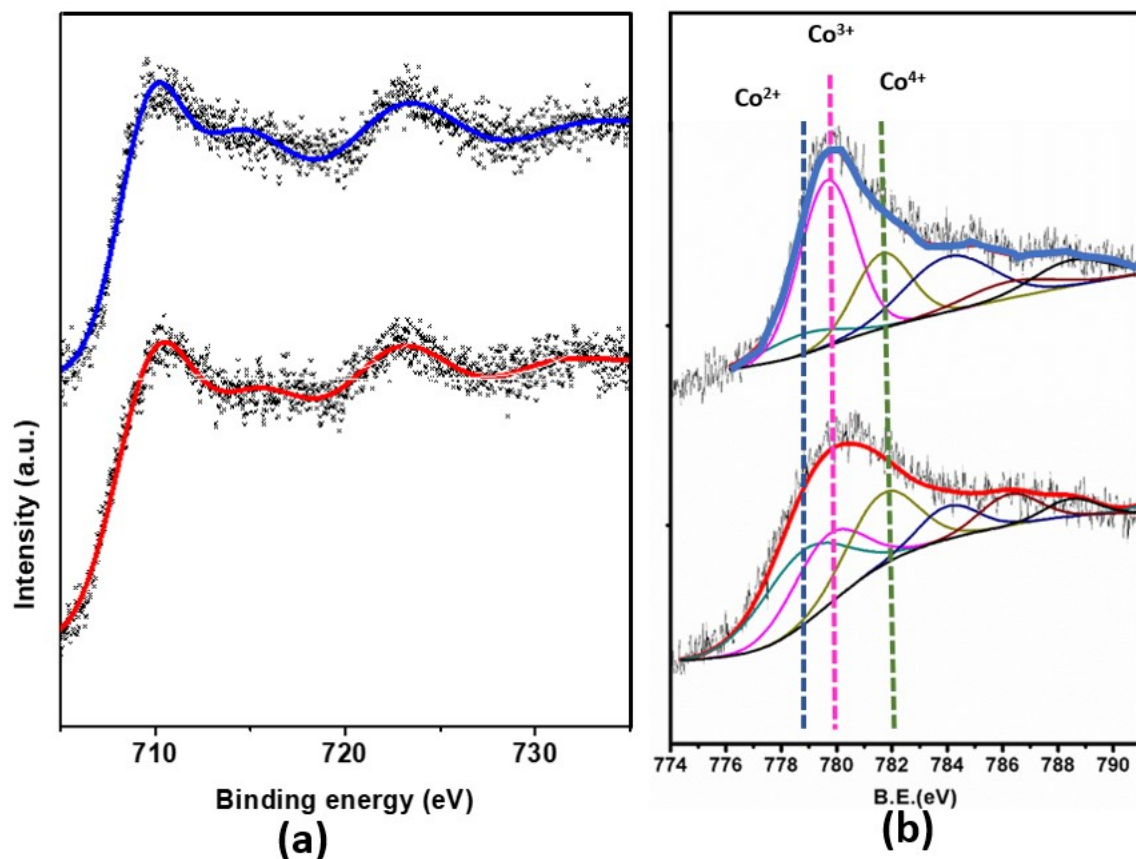 Intensity (a.u.)
710
720
730
Binding energy (eV)
(a)
Co³⁺
Co²⁺
Co⁴⁺
774
776
778
780
782
784
786
788
790
B.E.(eV)
(b)